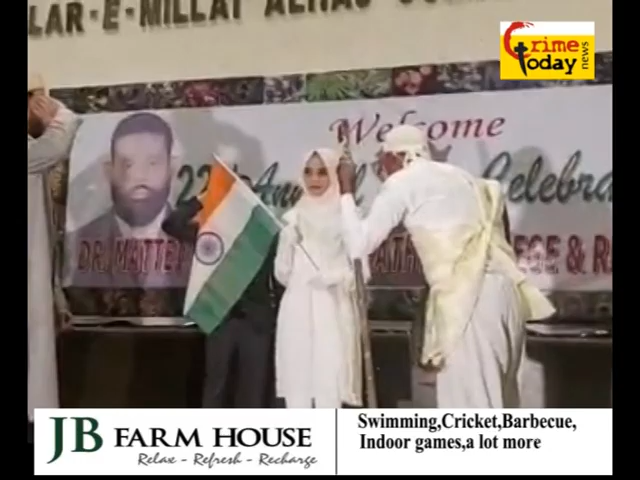 LAR-E-MILLAT ALHAJ
Crime
Today
news
Welcome
22nd Annual Celebra
DR. MATTE
EGE & R
JB FARM HOUSE
Relax - Refresh - Recharge
Swimming,Cricket,Barbecue,
Indoor games,a lot more